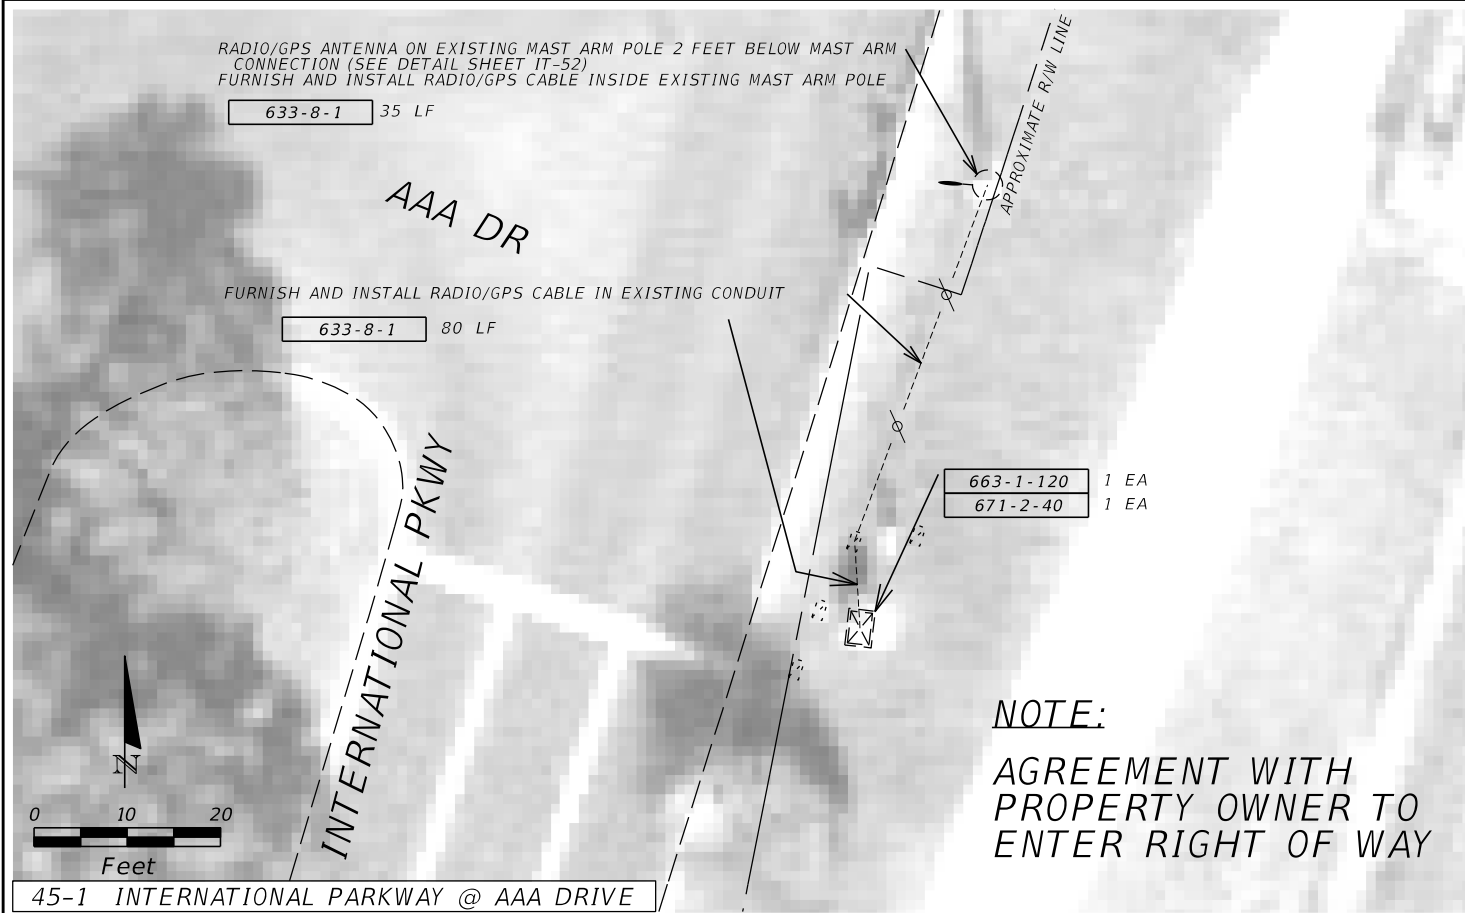 RADIO/GPS ANTENNA ON EXISTING MAST ARM POLE 2 FEET BELOW MAST ARM
CONNECTION (SEE DETAIL SHEET IT-52)
FURNISH AND INSTALL RADIO/GPS CABLE INSIDE EXISTING MAST ARM POLE
633-8-1 35 LF
APPROXIMATE R/W LINE
AAA DR
FURNISH AND INSTALL RADIO/GPS CABLE IN EXISTING CONDUIT
633-8-1 80 LF
INTERNATIONAL PKWY
663-1-120 1 EA
671-2-40 1 EA
N
0 10 20
Feet
NOTE:
AGREEMENT WITH
PROPERTY OWNER TO
ENTER RIGHT OF WAY
45-1 INTERNATIONAL PARKWAY @ AAA DRIVE